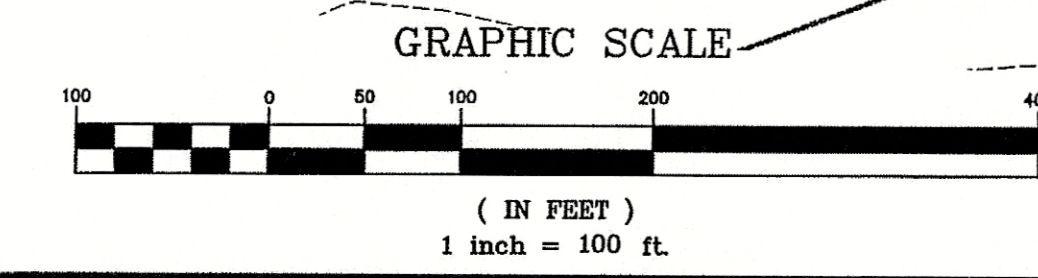 GRAPHIC SCALE
100 0 50 100 200
( IN FEET )
1 inch = 100 ft.